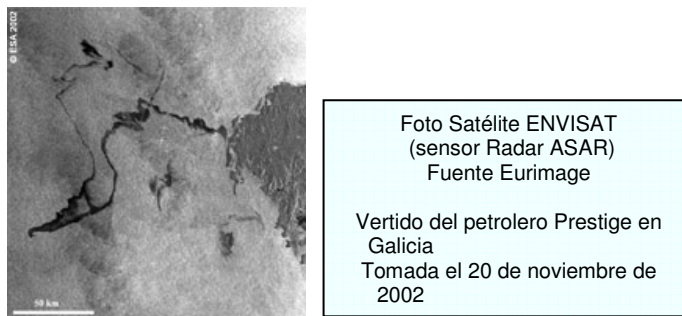 © ESA 2002
50 km
Foto Satélite ENVISAT
(sensor Radar ASAR)
Fuente Eurimage
Vertido del petrolero Prestige en
Galicia
Tomada el 20 de noviembre de
2002